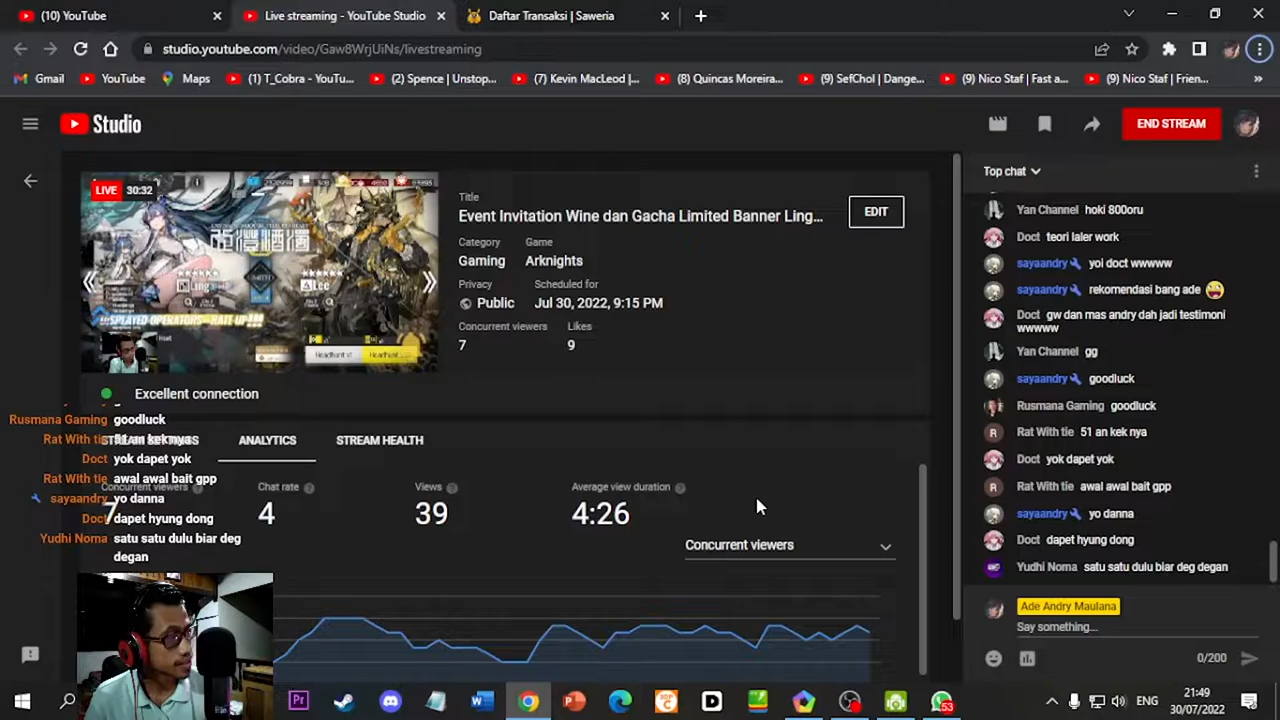 (10) YouTube
Live streaming - YouTube Studio
Daftar Transaksi | Saweria
studio.youtube.com/video/Gaw8WrjUiNs/livestreaming
Gmail
YouTube
Maps
(1) T_Cobra - YouTu...
(2) Spence | Unstop...
(7) Kevin MacLeod |...
(8) Quincas Moreira...
(9) SefChol | Dange...
(9) Nico Staf | Fast a...
(9) Nico Staf | Frien...
Studio
END STREAM
LIVE 30:32
LIMITED
Ling
Lee
Title
Event Invitation Wine dan Gacha Limited Banner Ling...
EDIT
Category
Game
Gaming
Arknights
Privacy
Scheduled for
Public
Jul 30, 2022, 9:15 PM
Concurrent viewers
Likes
7
9
Excellent connection
ANALYTICS
STREAM HEALTH
Concurrent viewers
Chat rate
Views
Average view duration
7
4
39
4:26
Concurrent viewers
Rusmana Gaming goodluck
Rat With tie 51 an kek nya
Doct yok dapet yok
Rat With tie awal awal bait gpp
sayaandry yo danna
Doct dapet hyung dong
Yudhi Noma satu satu dulu biar deg
degan
Top chat
Yan Channel hoki 800oru
Doct teori laler work
sayaandry yoi doct wwwww
sayaandry rekomendasi bang ade
Doct gw dan mas andry dah jadi testimoni
wwwww
Yan Channel gg
sayaandry goodluck
Rusmana Gaming goodluck
Rat With tie 51 an kek nya
Doct yok dapet yok
Rat With tie awal awal bait gpp
sayaandry yo danna
Doct dapet hyung dong
Yudhi Noma satu satu dulu biar deg degan
Ade Andry Maulana
Say something...
0/200
ENG
21:49
30/07/2022
53